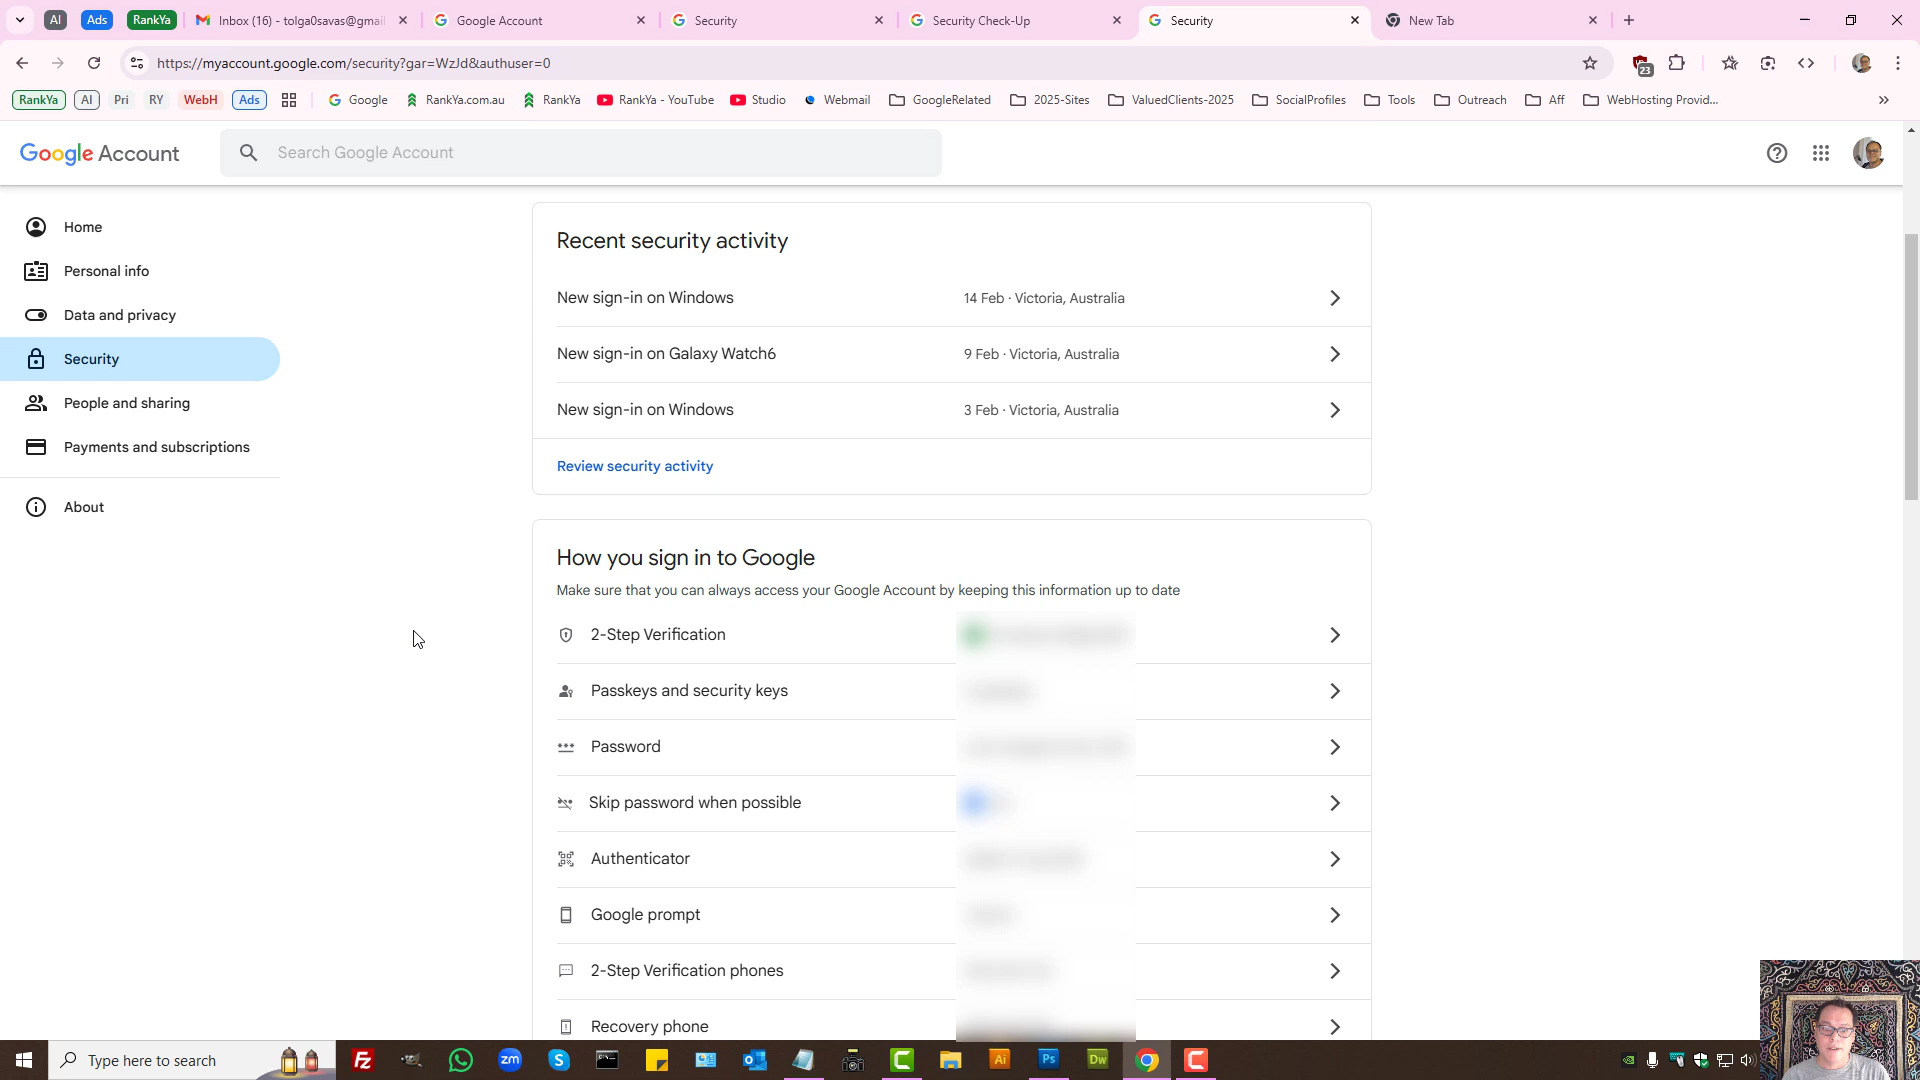 AI
Ads
RankYa
Inbox (16) - tolga0savas@gmai
Google Account
Security
Security Check-Up
Security
New Tab
https://myaccount.google.com/security?gar=WzJd&authuser=0
23
RankYa
AI
Pri
RY
WebH
Ads
Google
RankYa.com.au
RankYa
RankYa - YouTube
Studio
Webmail
GoogleRelated
2025-Sites
ValuedClients-2025
SocialProfiles
Tools
Outreach
Aff
WebHosting Provid...
Google Account
Search Google Account
Home
Personal info
Data and privacy
Security
People and sharing
Payments and subscriptions
About
Recent security activity
New sign-in on Windows
14 Feb · Victoria, Australia
New sign-in on Galaxy Watch6
9 Feb · Victoria, Australia
New sign-in on Windows
3 Feb · Victoria, Australia
Review security activity
How you sign in to Google
Make sure that you can always access your Google Account by keeping this information up to date
2-Step Verification
Passkeys and security keys
Password
Skip password when possible
Authenticator
Google prompt
2-Step Verification phones
Recovery phone
Type here to search
zm
Ai
Ps
Dw